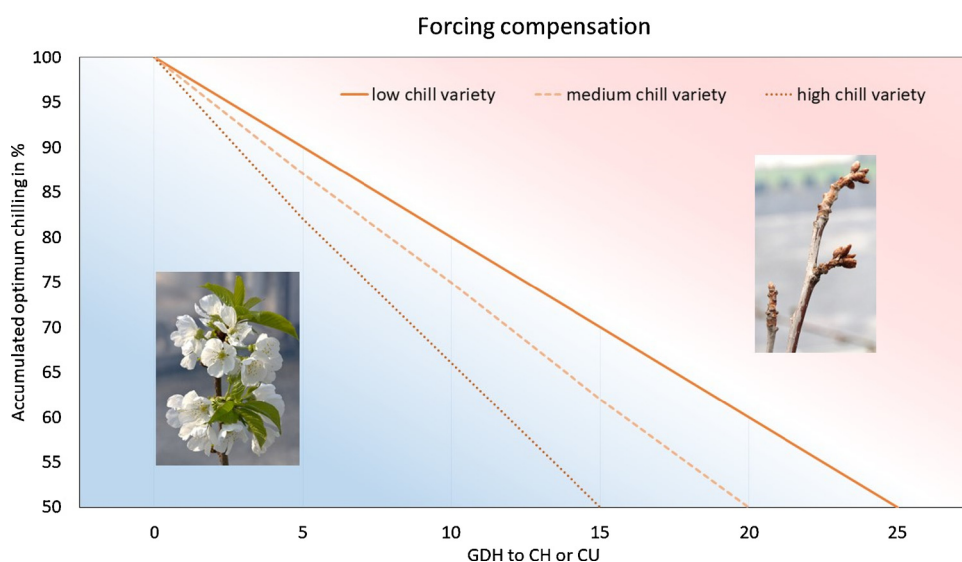 Forcing compensation
low chill variety medium chill variety high chill variety
Accumulated optimum chilling in %
100
95
90
85
80
75
70
65
60
55
50
0 5 10 15 20 25
GDH to CH or CU